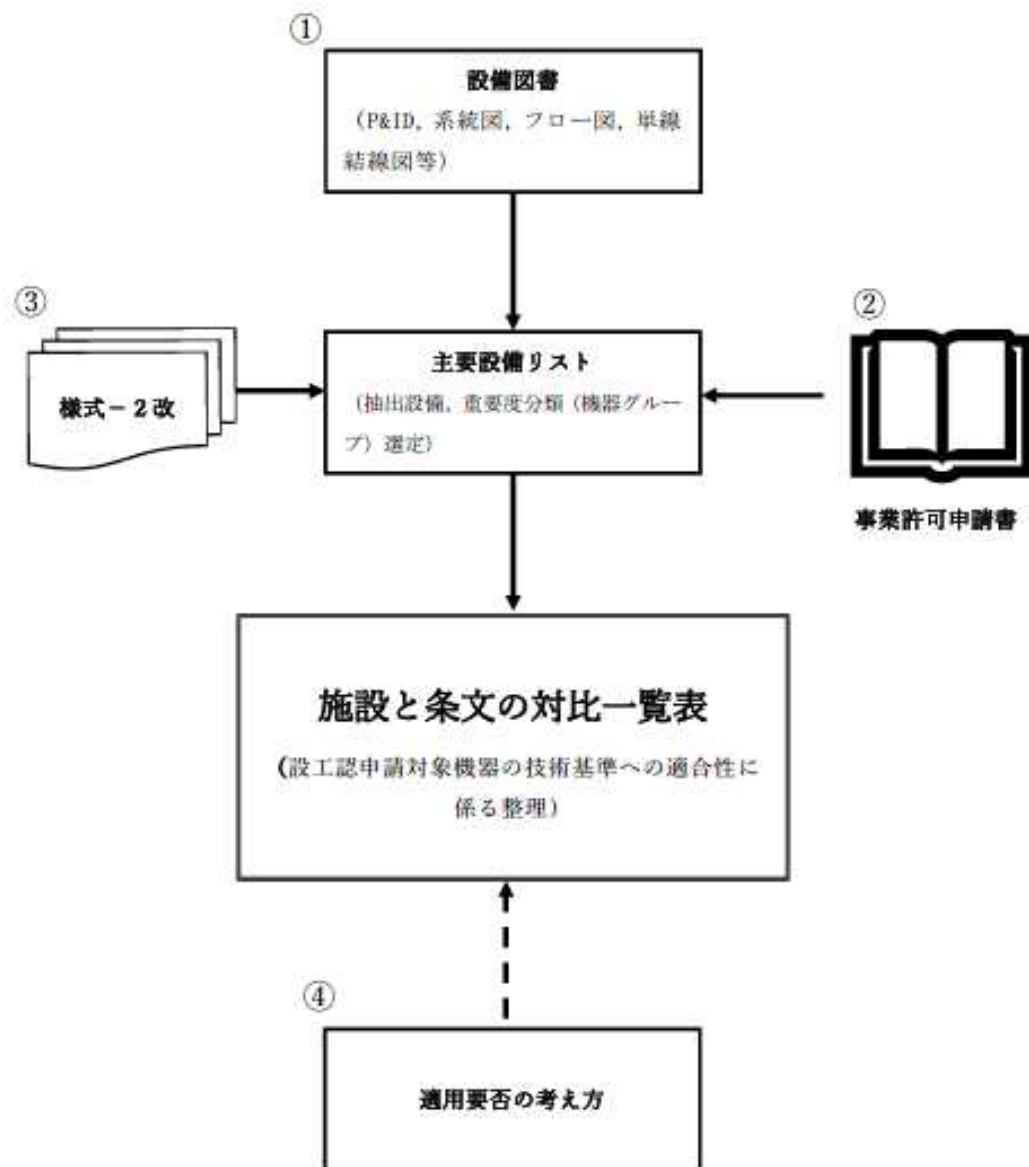 ①
設備図書
（P&ID, 系統図, フロー図, 単線
結線図等）
③
様式－２改
主要設備リスト
（抽出設備, 重要度分類（機器グルー
プ）選定）
②
事業許可申請書
施設と条文の対比一覧表
（設工認申請対象機器の技術基準への適合性に
係る整理）
④
適用要否の考え方